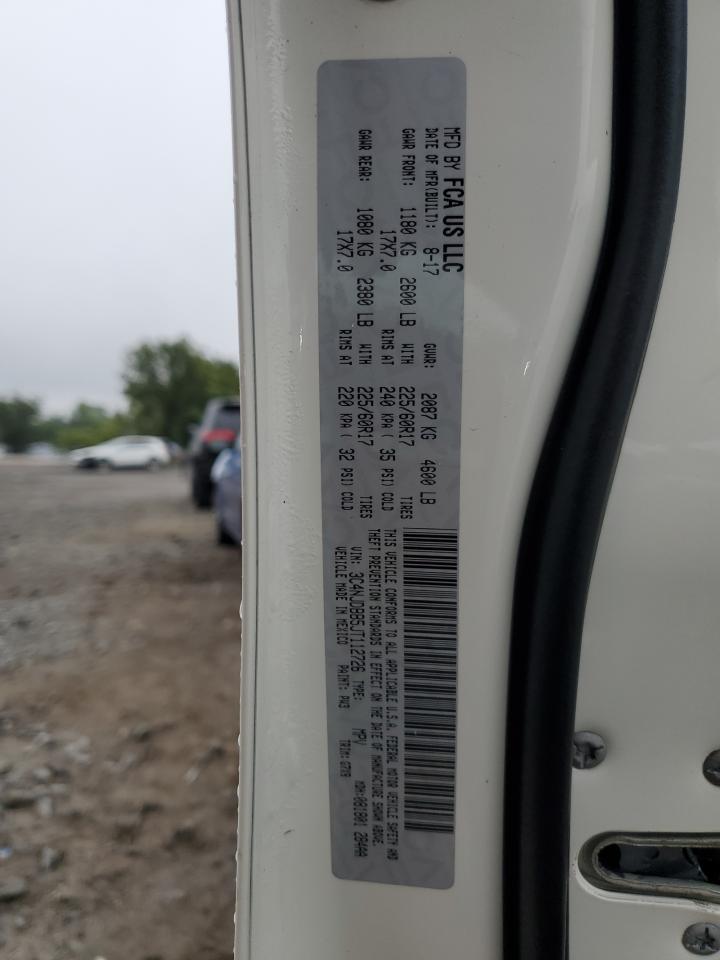 MFD BY FCA US LLC
DATE OF MFR(BUILT): 8-17 GVWR: 2087 KG 4600 LB
GAWR FRONT: 1180 KG 2600 LB WITH 225/60R17 TIRES
17X7.0 RIMS AT 240 KPA ( 35 PSI) COLD
GAWR REAR: 1080 KG 2380 LB WITH 225/60R17 TIRES
17X7.0 RIMS AT 220 KPA ( 32 PSI) COLD
THIS VEHICLE CONFORMS TO ALL APPLICABLE U.S.A. FEDERAL MOTOR VEHICLE SAFETY AND
THEFT PREVENTION STANDARDS IN EFFECT ON THE DATE OF MANUFACTURE SHOWN ABOVE.
VIN: 3C4NJDBB5JT112726 TYPE: MPV MDH:081801 284AA
VEHICLE MADE IN MEXICO PAINT: PW3 TRIM: